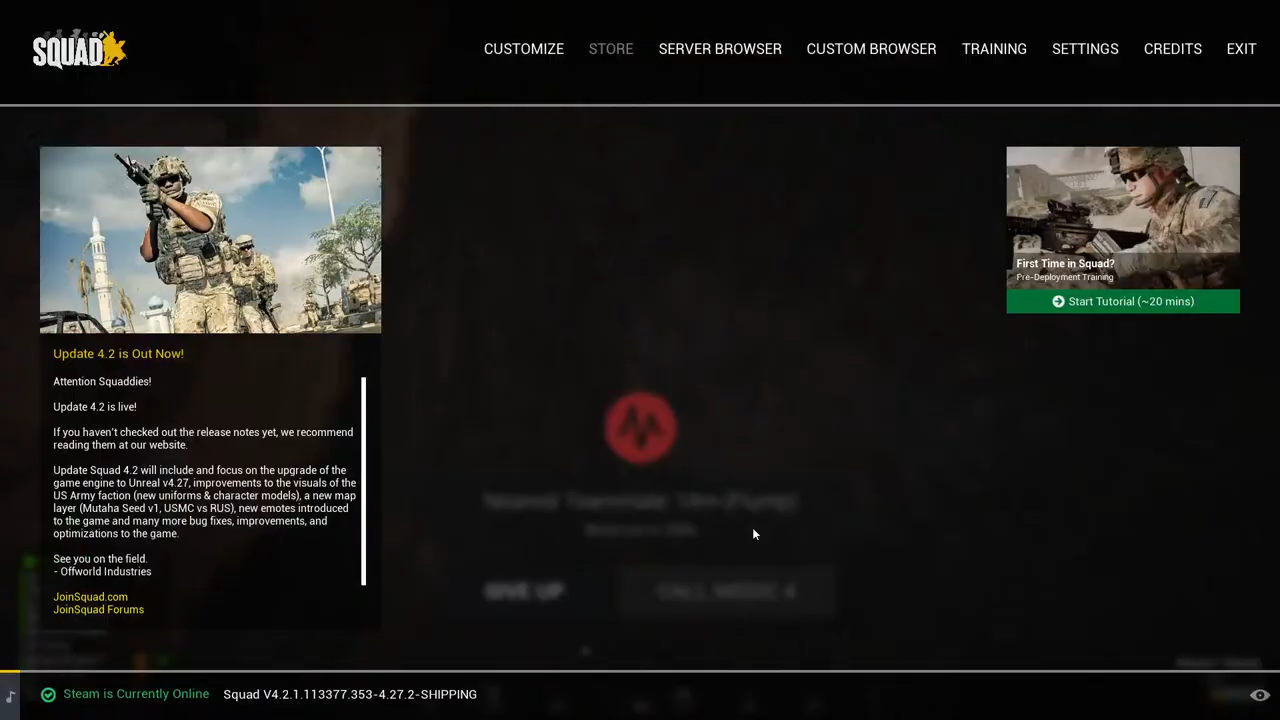 SQUAD
CUSTOMIZE
STORE
SERVER BROWSER
CUSTOM BROWSER
TRAINING
SETTINGS
CREDITS
EXIT
First Time in Squad?
Pre-Deployment Training
Start Tutorial (~20 mins)
Update 4.2 is Out Now!
Attention Squaddies!
Update 4.2 is live!
If you haven't checked out the release notes yet, we recommend
reading them at our website.
Update Squad 4.2 will include and focus on the upgrade of the
game engine to Unreal v4.27, improvements to the visuals of the
US Army faction (new uniforms & character models), a new map
layer (Mutaha Seed v1, USMC vs RUS), new emotes introduced
to the game and many more bug fixes, improvements, and
optimizations to the game.
See you on the field.
- Offworld Industries
JoinSquad.com
JoinSquad Forums
GIVE UP
Steam is Currently Online
Squad V4.2.1.113377.353-4.27.2-SHIPPING